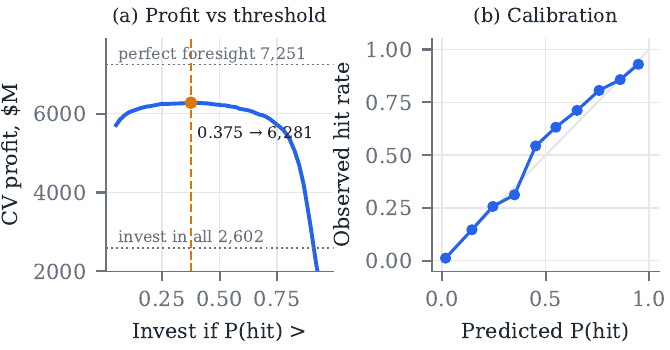 (a) Profit vs threshold
CV profit, $M
6000
4000
2000
perfect foresight 7,251
0.375 → 6,281
invest in all 2,602
0.25
0.50
0.75
Invest if P(hit) >
(b) Calibration
Observed hit rate
1.00
0.75
0.50
0.25
0.00
0.0
0.5
1.0
Predicted P(hit)